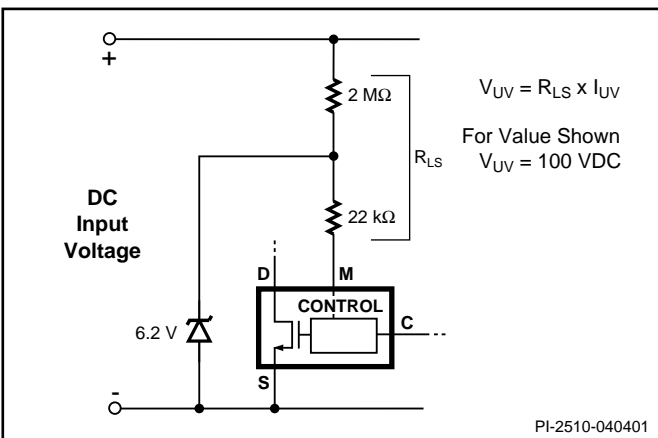 +
2 MΩ
V_UV = R_LS x I_UV
For Value Shown
V_UV = 100 VDC
R_LS
DC
Input
Voltage
22 kΩ
D
M
CONTROL
C
6.2 V
S
-
PI-2510-040401